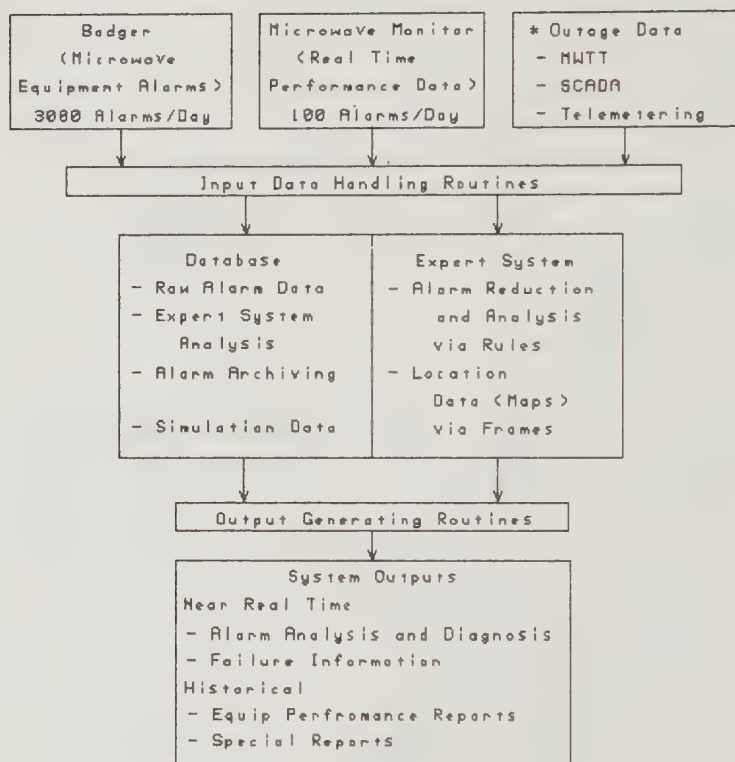 Badger
<Microwave
Equipment Alarms>
3000 Alarms/Day
Microwave Monitor
<Real Time
Performance Data>
100 Alarms/Day
* Outage Data
- MWTT
- SCADA
- Telemetering
Input Data Handling Routines
Database
- Raw Alarm Data
- Expert System
Analysis
- Alarm Archiving
- Simulation Data
Expert System
- Alarm Reduction
and Analysis
via Rules
- Location
Data <Maps>
via Frames
Output Generating Routines
System Outputs
Near Real Time
- Alarm Analysis and Diagnosis
- Failure Information
Historical
- Equip Perfromance Reports
- Special Reports